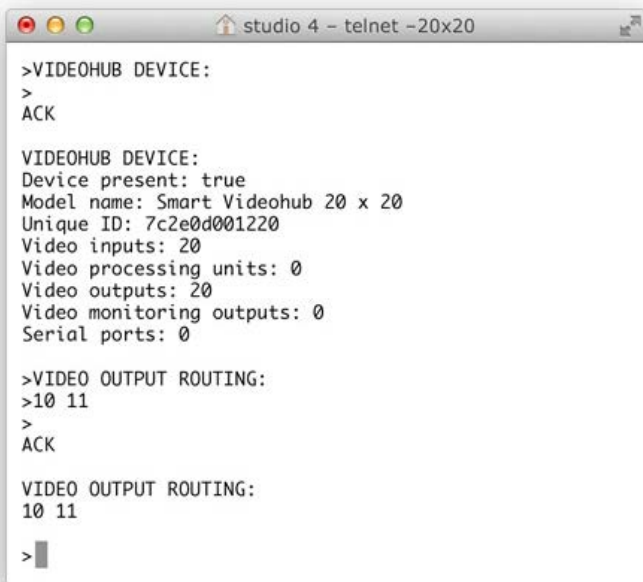 studio 4 – telnet –20x20
>VIDEOHUB DEVICE:
>
ACK
VIDEOHUB DEVICE:
Device present: true
Model name: Smart Videohub 20 x 20
Unique ID: 7c2e0d001220
Video inputs: 20
Video processing units: 0
Video outputs: 20
Video monitoring outputs: 0
Serial ports: 0
>VIDEO OUTPUT ROUTING:
>10 11
>
ACK
VIDEO OUTPUT ROUTING:
10 11
>